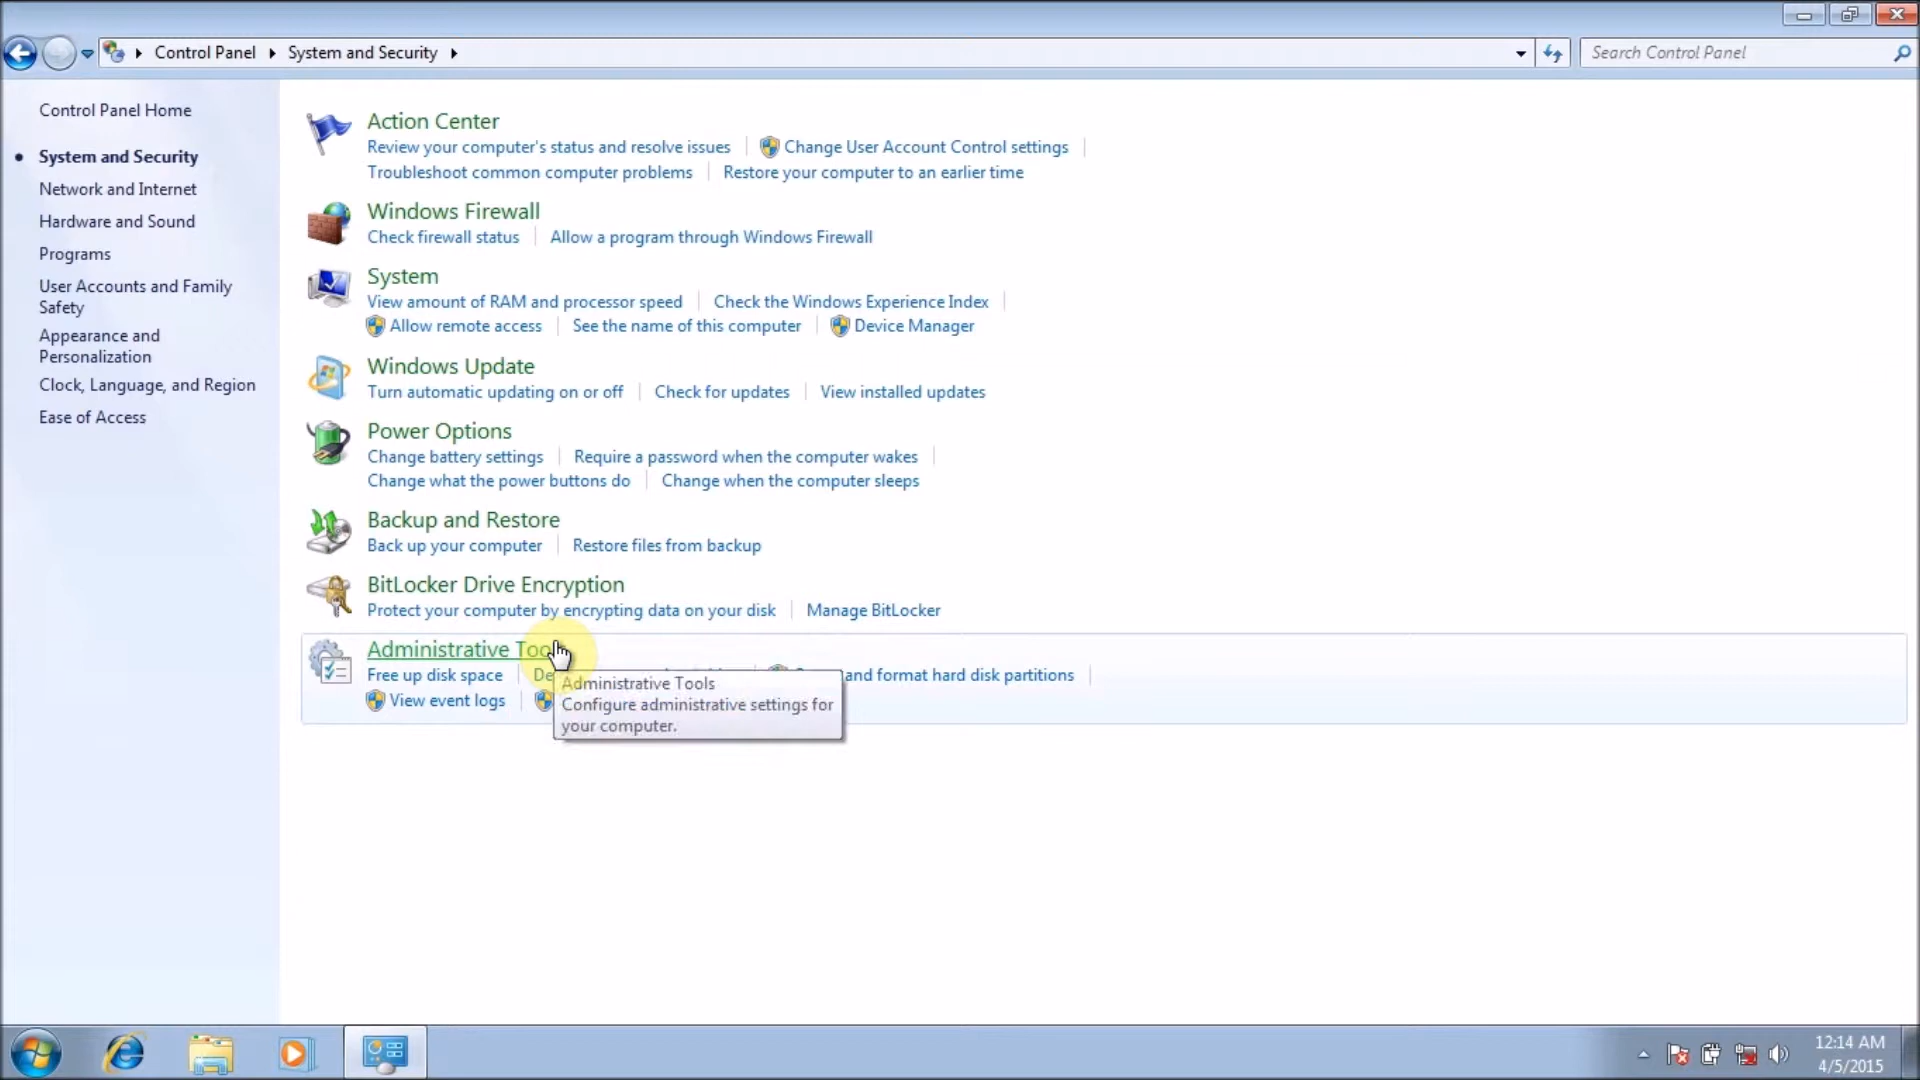 Control Panel
System and Security
Search Control Panel
Control Panel Home
System and Security
Network and Internet
Hardware and Sound
Programs
User Accounts and Family
Safety
Appearance and
Personalization
Clock, Language, and Region
Ease of Access
Action Center
Review your computer's status and resolve issues Change User Account Control settings
Troubleshoot common computer problems Restore your computer to an earlier time
Windows Firewall
Check firewall status Allow a program through Windows Firewall
System
View amount of RAM and processor speed Check the Windows Experience Index
Allow remote access See the name of this computer Device Manager
Windows Update
Turn automatic updating on or off Check for updates View installed updates
Power Options
Change battery settings Require a password when the computer wakes
Change what the power buttons do Change when the computer sleeps
Backup and Restore
Back up your computer Restore files from backup
BitLocker Drive Encryption
Protect your computer by encrypting data on your disk Manage BitLocker
Administrative Tools
Free up disk space and format hard disk partitions
View event logs
Administrative Tools
Configure administrative settings for
your computer.
12:14 AM
4/5/2015